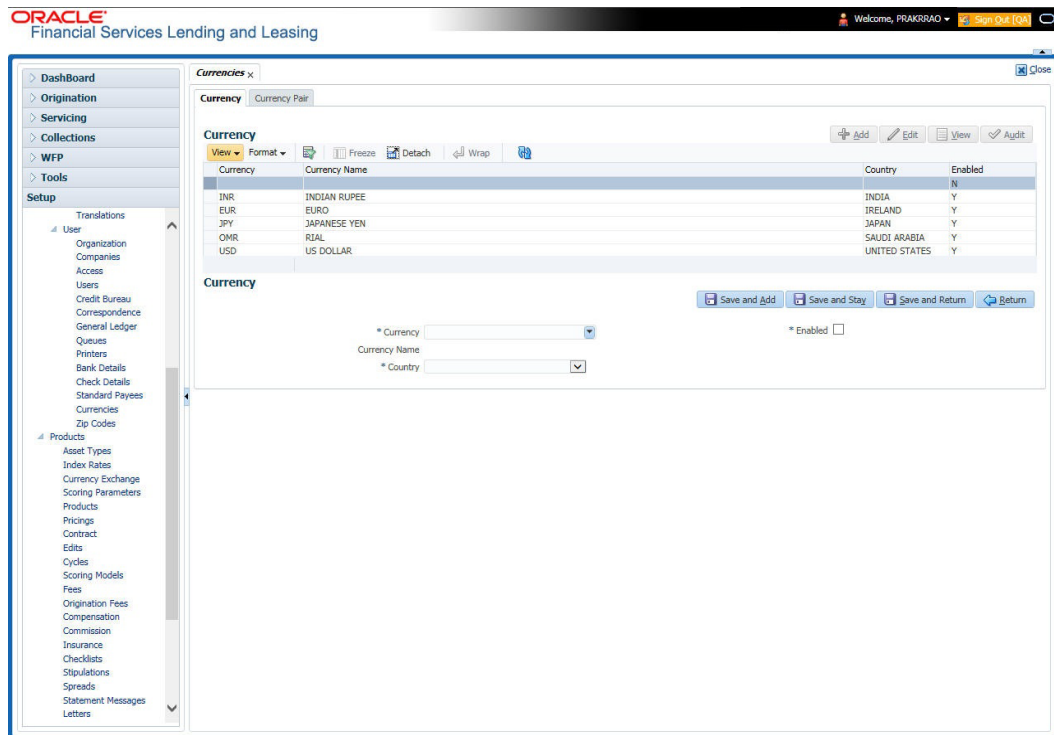 ORACLE
Financial Services Lending and Leasing
Welcome, PRAKRRAO
Sign Out [QA]
DashBoard
Origination
Servicing
Collections
WFP
Tools
Setup
Translations
User
Organization
Companies
Access
Users
Credit Bureau
Correspondence
General Ledger
Queues
Printers
Bank Details
Check Details
Standard Payees
Currencies
Zip Codes
Products
Asset Types
Index Rates
Currency Exchange
Scoring Parameters
Products
Pricings
Contract
Edits
Cycles
Scoring Models
Fees
Origination Fees
Compensation
Commission
Insurance
Checklists
Stipulations
Spreads
Statement Messages
Letters
Currencies
Close
Currency Currency Pair
Currency
Add Edit View Audit
View Format Freeze Detach Wrap
Currency Currency Name Country Enabled
N
INR INDIAN RUPEE INDIA Y
EUR EURO IRELAND Y
JPY JAPANESE YEN JAPAN Y
OMR RIAL SAUDI ARABIA Y
USD US DOLLAR UNITED STATES Y
Currency
Save and Add Save and Stay Save and Return Return
* Currency * Enabled
Currency Name
* Country